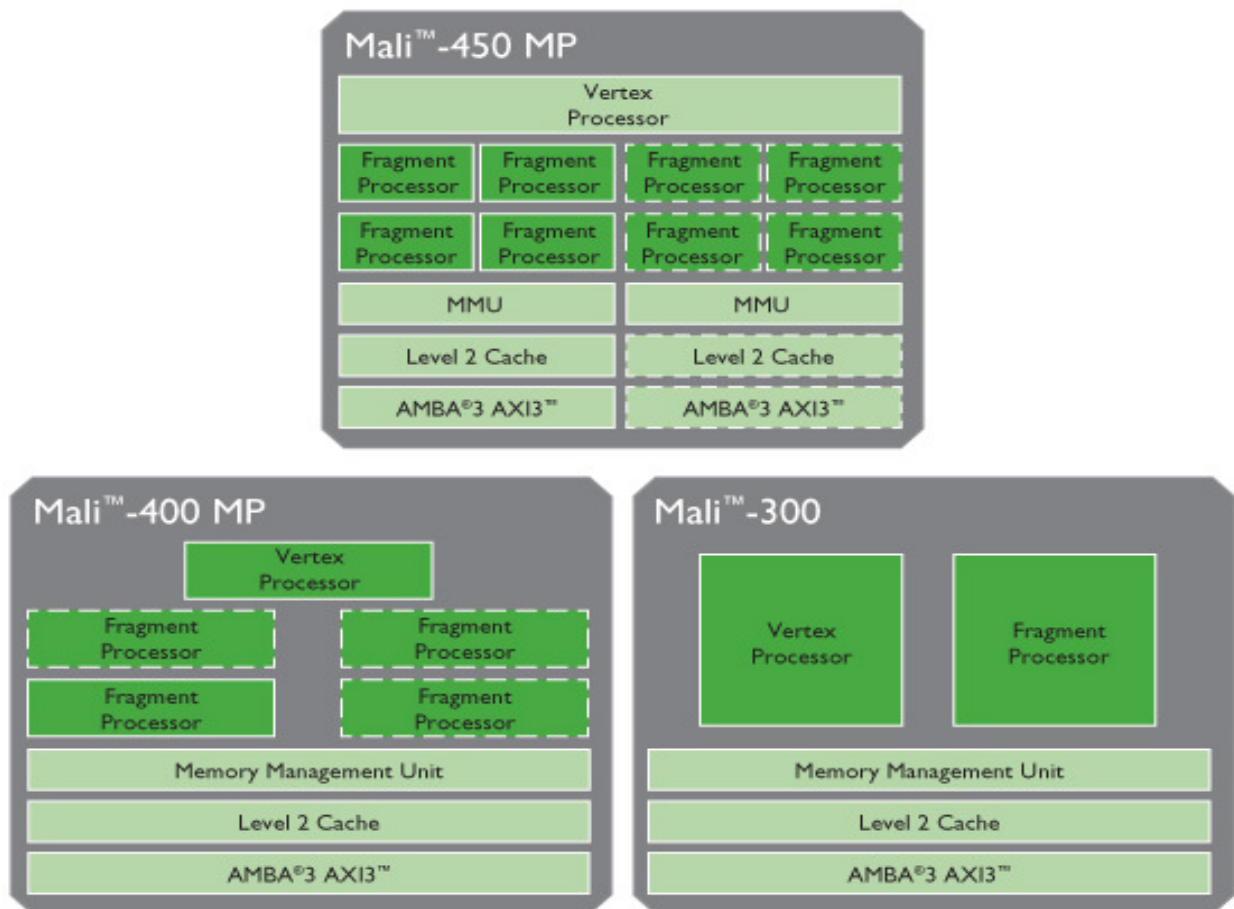 Mali™-450 MP
Vertex
Processor
Fragment
Processor
Fragment
Processor
Fragment
Processor
Fragment
Processor
Fragment
Processor
Fragment
Processor
Fragment
Processor
Fragment
Processor
MMU
MMU
Level 2 Cache
Level 2 Cache
AMBA®3 AXI3™
AMBA®3 AXI3™
Mali™-400 MP
Vertex
Processor
Fragment
Processor
Fragment
Processor
Fragment
Processor
Fragment
Processor
Memory Management Unit
Level 2 Cache
AMBA®3 AXI3™
Mali™-300
Vertex
Processor
Fragment
Processor
Memory Management Unit
Level 2 Cache
AMBA®3 AXI3™